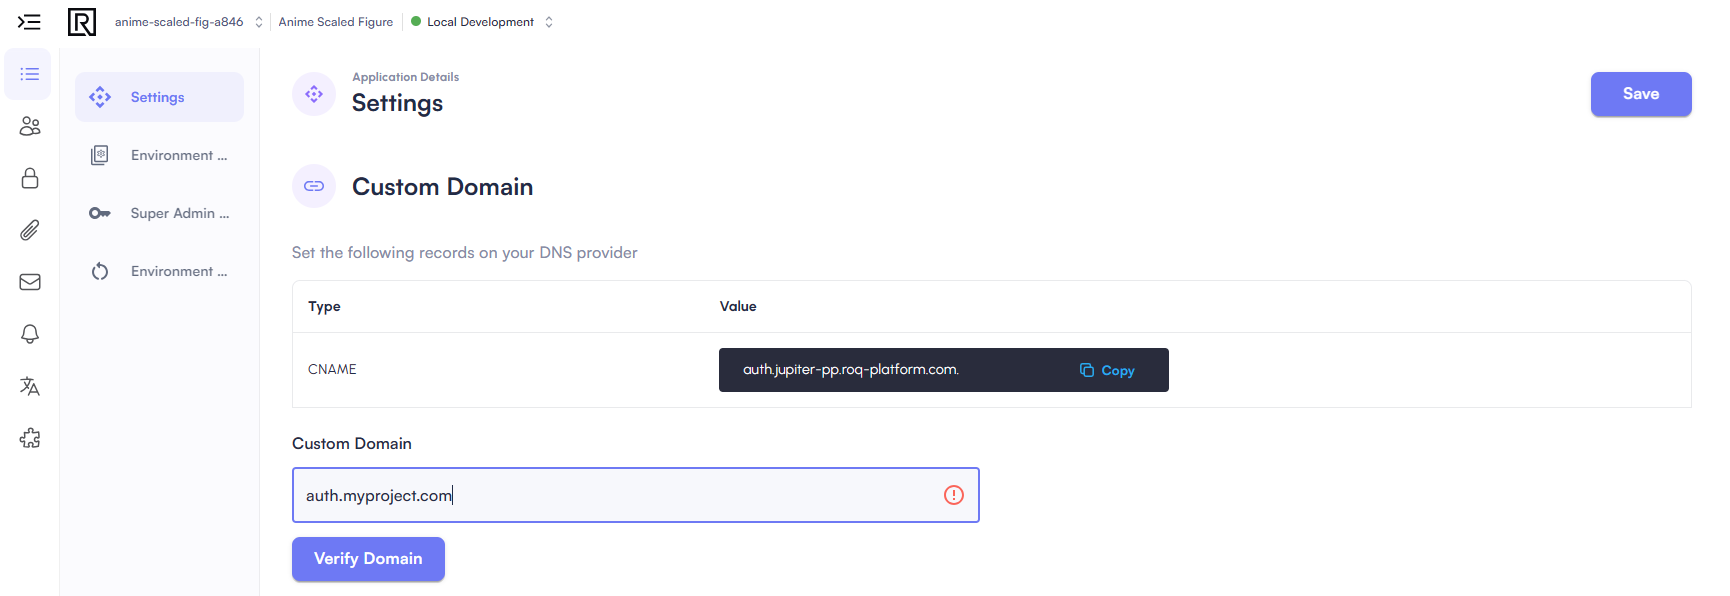 anime-scaled-fig-a846 Anime Scaled Figure Local Development
Settings
Environment ...
Super Admin ...
Environment ...
Application Details
Settings
Save
Custom Domain
Set the following records on your DNS provider
Type Value
CNAME auth.jupiter-pp.roq-platform.com. Copy
Custom Domain
auth.myproject.com
Verify Domain